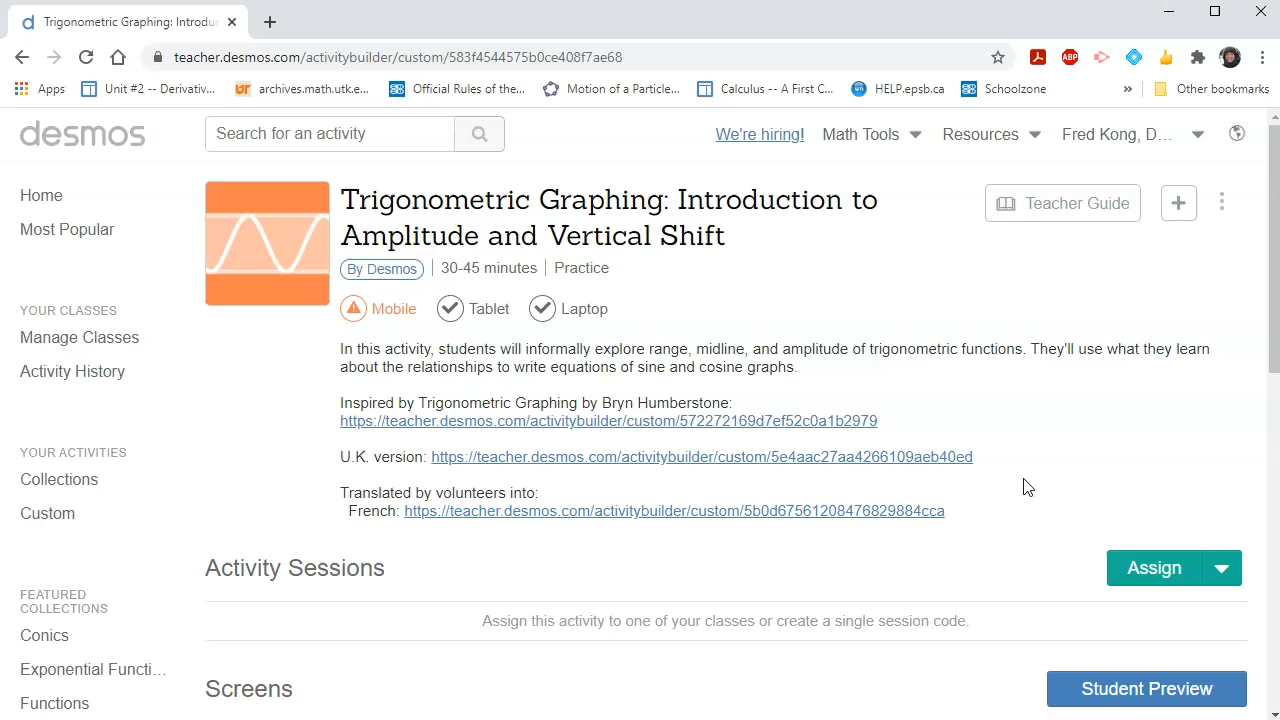 Trigonometric Graphing: Introdu
teacher.desmos.com/activitybuilder/custom/583f4544575b0ce408f7ae68
ABP
Apps
Unit #2 -- Derivativ...
archives.math.utk.e...
Official Rules of the...
Motion of a Particle...
Calculus -- A First C...
HELP.epsb.ca
Schoolzone
»
Other bookmarks
desmos
Search for an activity
We're hiring!
Math Tools
Resources
Fred Kong, D...
Home
Most Popular
YOUR CLASSES
Manage Classes
Activity History
YOUR ACTIVITIES
Collections
Custom
FEATURED
COLLECTIONS
Conics
Exponential Functi...
Functions
Trigonometric Graphing: Introduction to
Amplitude and Vertical Shift
Teacher Guide
By Desmos
30-45 minutes
Practice
Mobile
Tablet
Laptop
In this activity, students will informally explore range, midline, and amplitude of trigonometric functions. They'll use what they learn
about the relationships to write equations of sine and cosine graphs.
Inspired by Trigonometric Graphing by Bryn Humberstone:
https://teacher.desmos.com/activitybuilder/custom/572272169d7ef52c0a1b2979
U.K. version: https://teacher.desmos.com/activitybuilder/custom/5e4aac27aa4266109aeb40ed
Translated by volunteers into:
French: https://teacher.desmos.com/activitybuilder/custom/5b0d67561208476829884cca
Activity Sessions
Assign
Assign this activity to one of your classes or create a single session code.
Screens
Student Preview